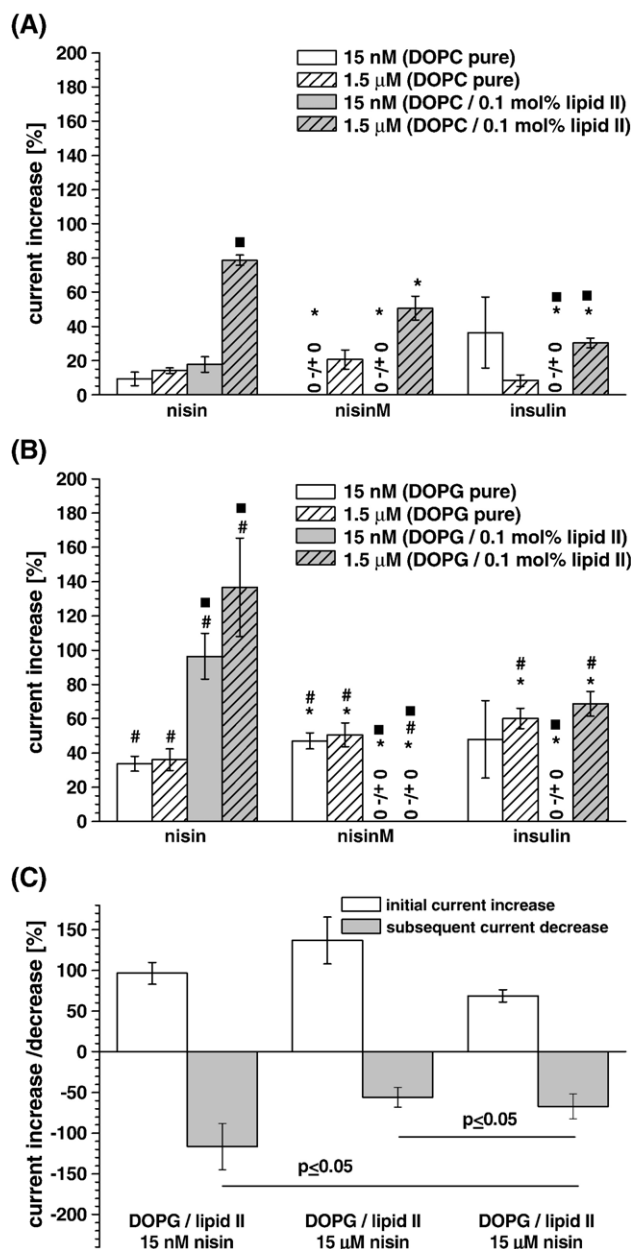 (A)
200
180
160
140
120
100
80
60
40
20
0
current increase [%]
15 nM (DOPC pure)
1.5 μM (DOPC pure)
15 nM (DOPC / 0.1 mol% lipid II)
1.5 μM (DOPC / 0.1 mol% lipid II)
■
* * *
■ ■
* *
0 -/+ 0
0 -/+ 0
0 -/+ 0
nisin nisinM insulin
(B)
200
180
160
140
120
100
80
60
40
20
0
current increase [%]
15 nM (DOPG pure)
1.5 μM (DOPG pure)
15 nM (DOPG / 0.1 mol% lipid II)
1.5 μM (DOPG / 0.1 mol% lipid II)
# #
■
#
■
#
#
*
#
*
■
*
■
#
*
#
*
■
*
#
*
0 -/+ 0
0 -/+ 0
0 -/+ 0
nisin nisinM insulin
(C)
150
100
50
0
-50
-100
-150
-200
current increase /decrease [%]
initial current increase
subsequent current decrease
p≤0.05
p≤0.05
DOPG / lipid II DOPG / lipid II DOPG / lipid II
15 nM nisin 15 μM nisin 15 μM nisin